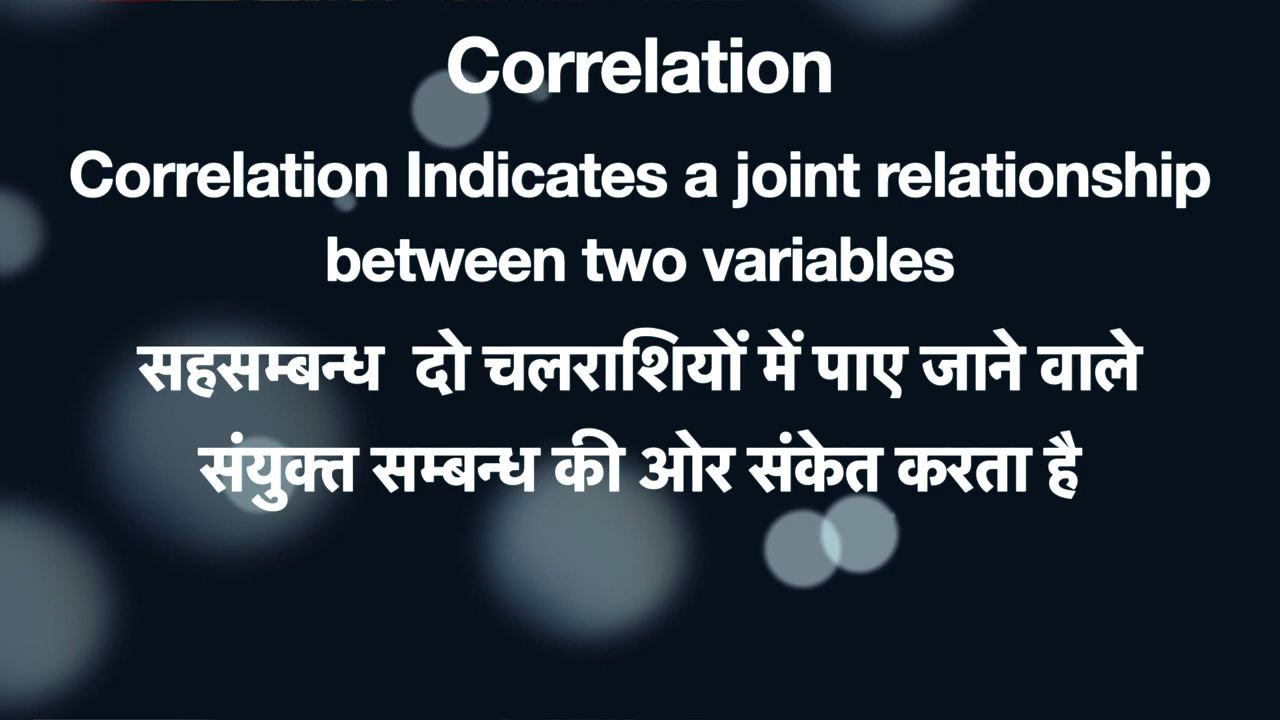 Correlation
Correlation Indicates a joint relationship
between two variables
सहसम्बन्ध दो चलराशियों में पाए जाने वाले
संयुक्त सम्बन्ध की ओर संकेत करता है